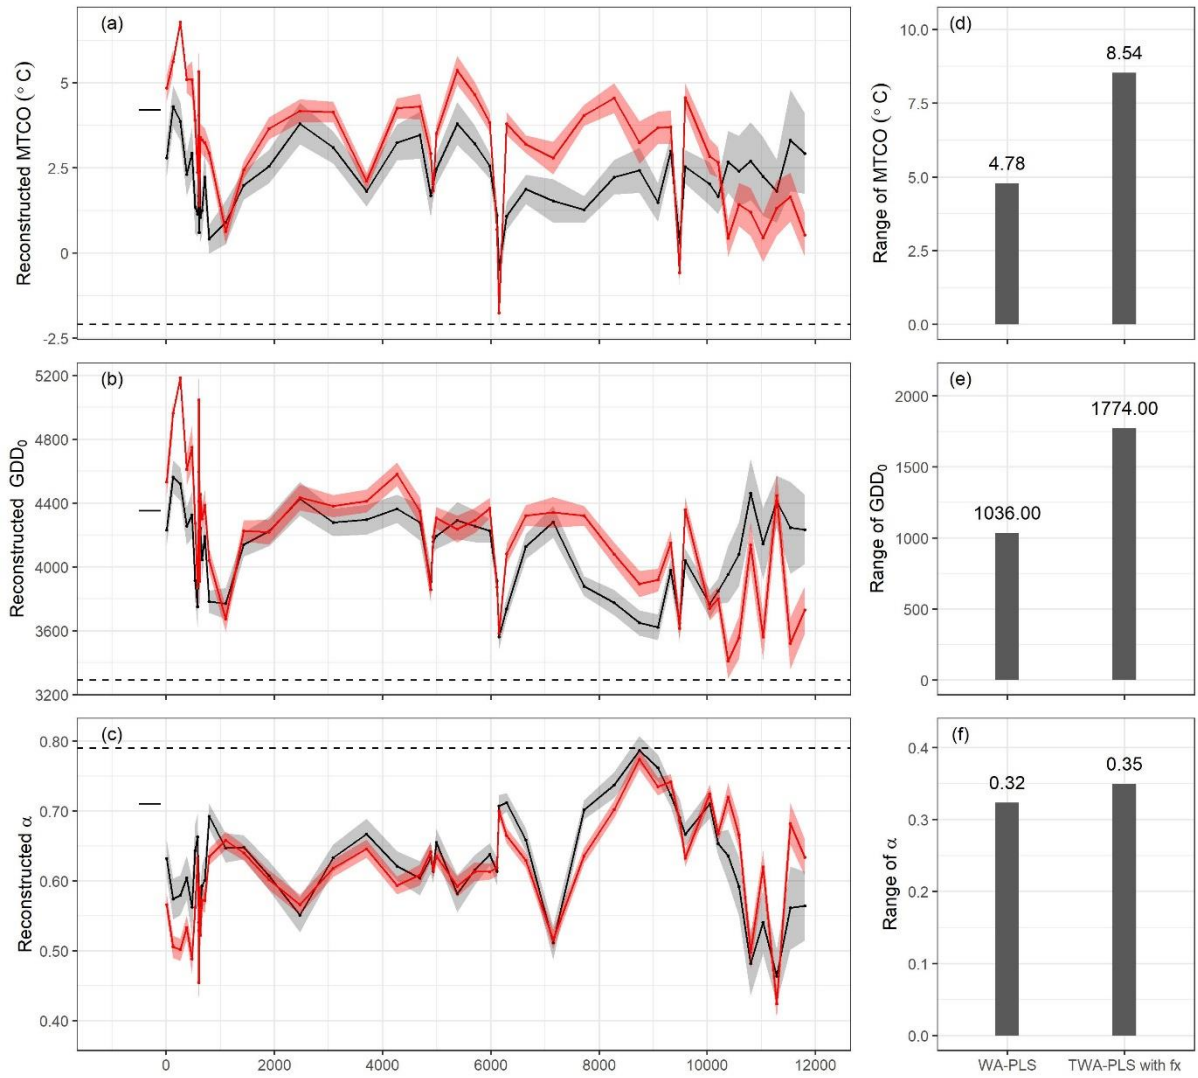 (a)
Reconstructed MTCO (° C)
5
2.5
0
-2.5
(d)
Range of MTCO (° C)
10.0
7.5
5.0
2.5
0.0
4.78
8.54
(b)
Reconstructed GDD₀
5200
4800
4400
4000
3600
3200
(e)
Range of GDD₀
2000
1500
1000
500
0
1036.00
1774.00
(c)
Reconstructed α
0.80
0.70
0.60
0.50
0.40
0 2000 4000 6000 8000 10000 12000
(f)
Range of α
0.4
0.3
0.2
0.1
0.0
0.32
0.35
WA-PLS TWA-PLS with fx